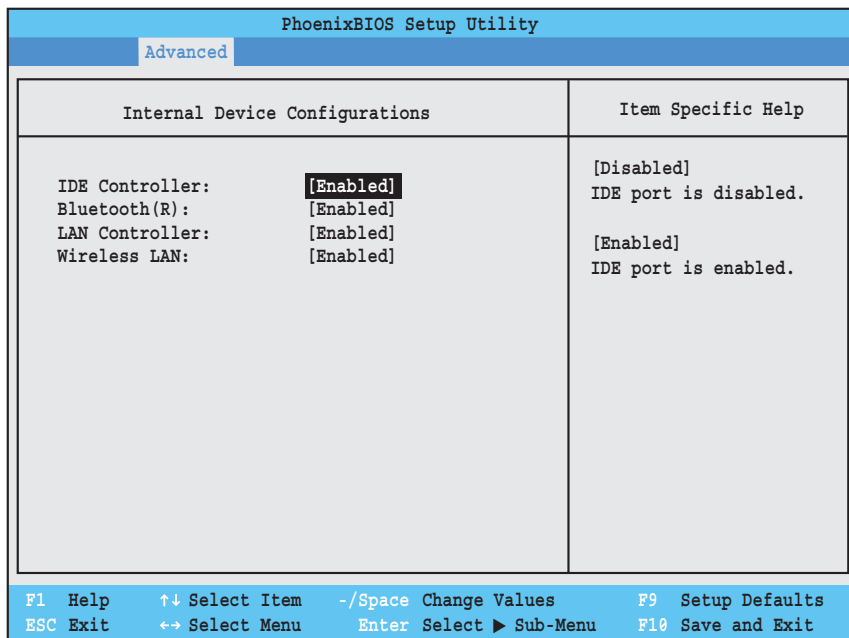 PhoenixBIOS Setup Utility
Advanced
Internal Device Configurations
IDE Controller: [Enabled]
Bluetooth(R): [Enabled]
LAN Controller: [Enabled]
Wireless LAN: [Enabled]
Item Specific Help
[Disabled]
IDE port is disabled.
[Enabled]
IDE port is enabled.
F1 Help ↑↓ Select Item -/Space Change Values F9 Setup Defaults
ESC Exit ←→ Select Menu Enter Select ▶ Sub-Menu F10 Save and Exit